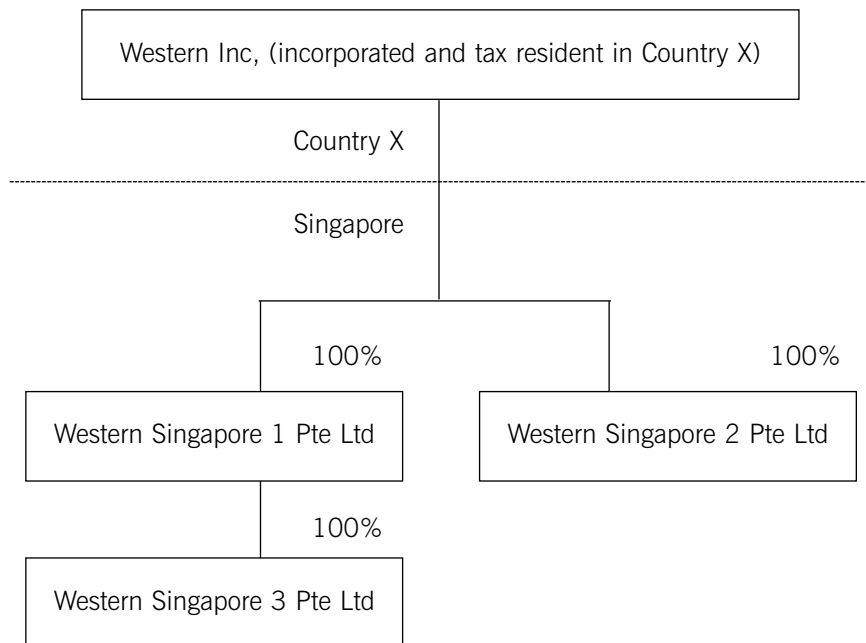 Western Inc, (incorporated and tax resident in Country X)
Country X
Singapore
100%
100%
Western Singapore 1 Pte Ltd
Western Singapore 2 Pte Ltd
100%
Western Singapore 3 Pte Ltd